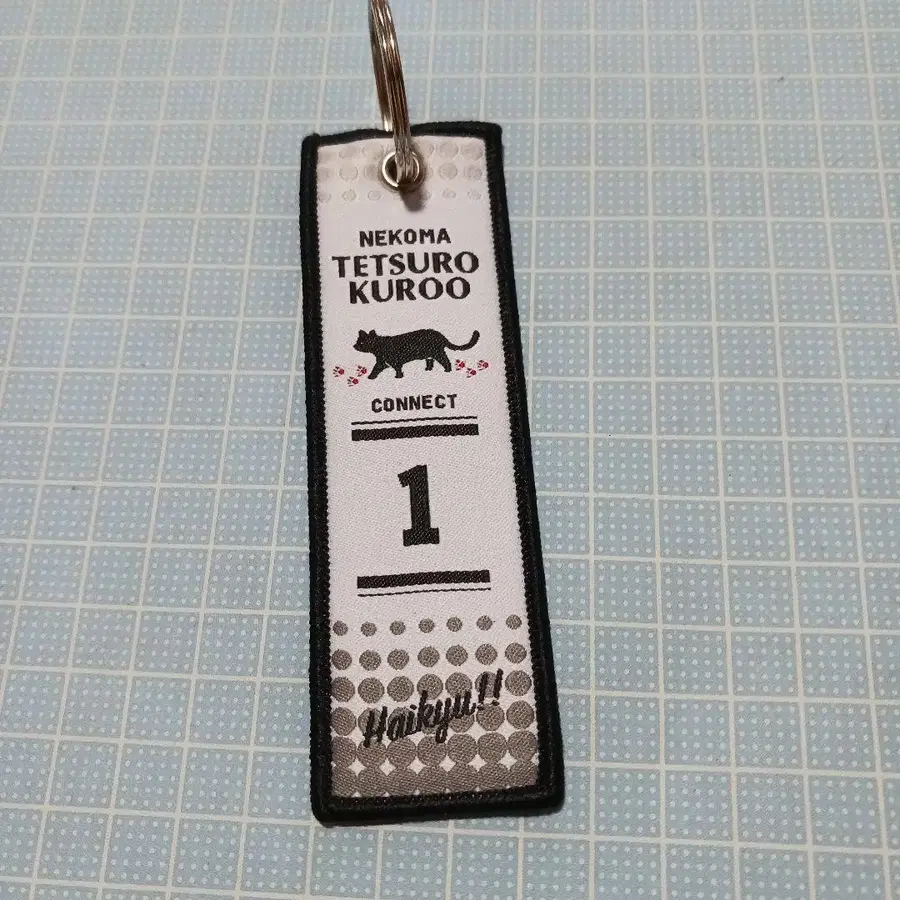 NEKOMA
TETSURO
KUROO
CONNECT
1
Haikyu!!